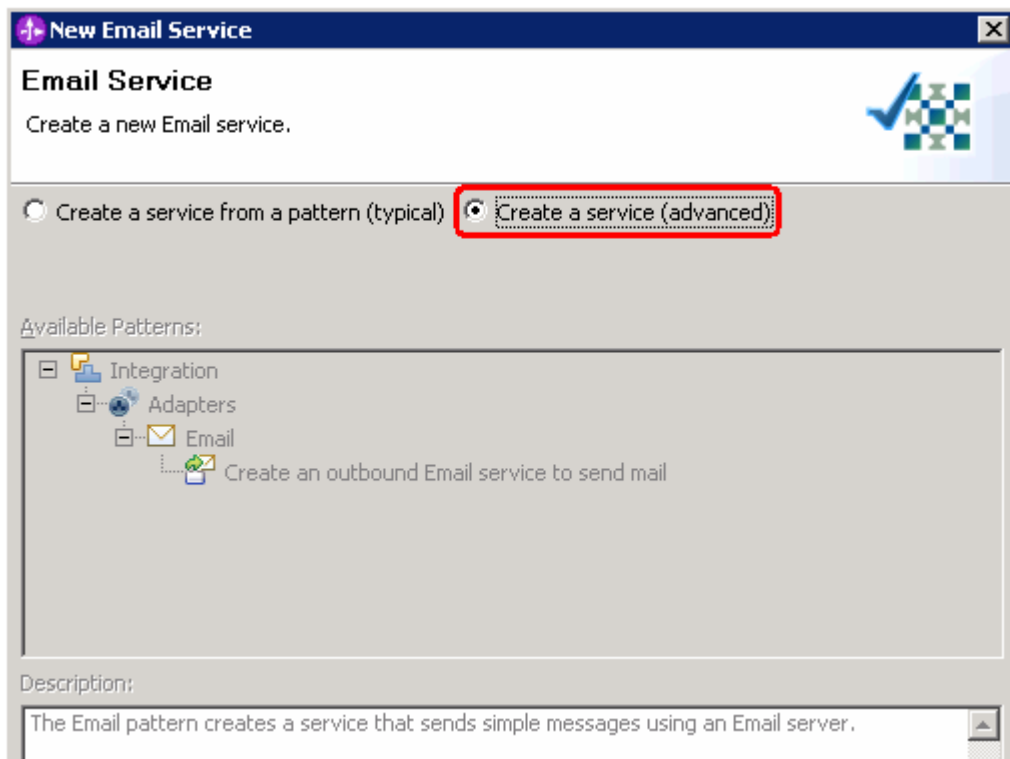 New Email Service
Email Service
Create a new Email service.
Create a service from a pattern (typical) Create a service (advanced)
Available Patterns:
Integration
Adapters
Email
Create an outbound Email service to send mail
Description:
The Email pattern creates a service that sends simple messages using an Email server.